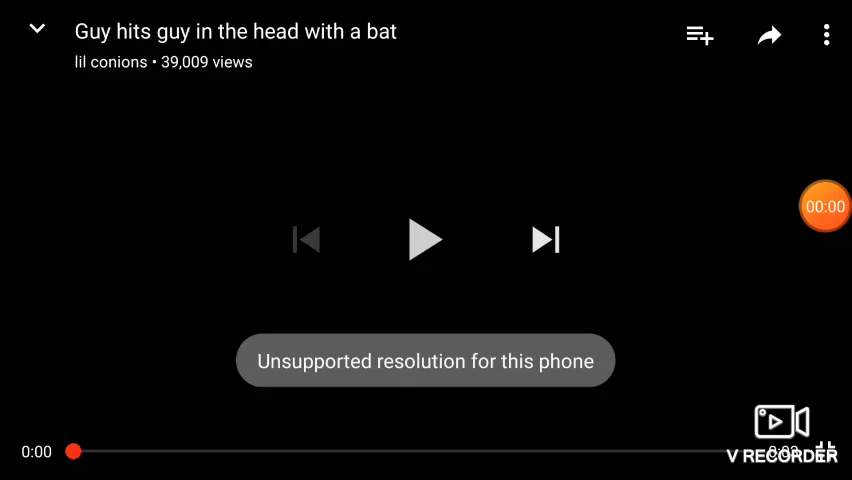 Guy hits guy in the head with a bat
lil conions • 39,009 views
00:00
Unsupported resolution for this phone
0:00
V RECORDER